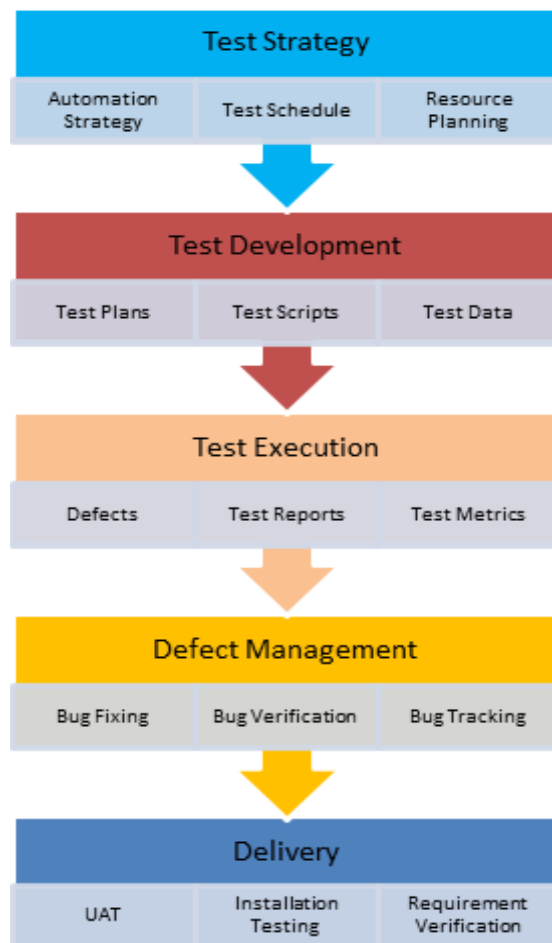 Test Strategy
Automation
Strategy
Test Schedule
Resource
Planning
Test Development
Test Plans
Test Scripts
Test Data
Test Execution
Defects
Test Reports
Test Metrics
Defect Management
Bug Fixing
Bug Verification
Bug Tracking
Delivery
UAT
Installation
Testing
Requirement
Verification